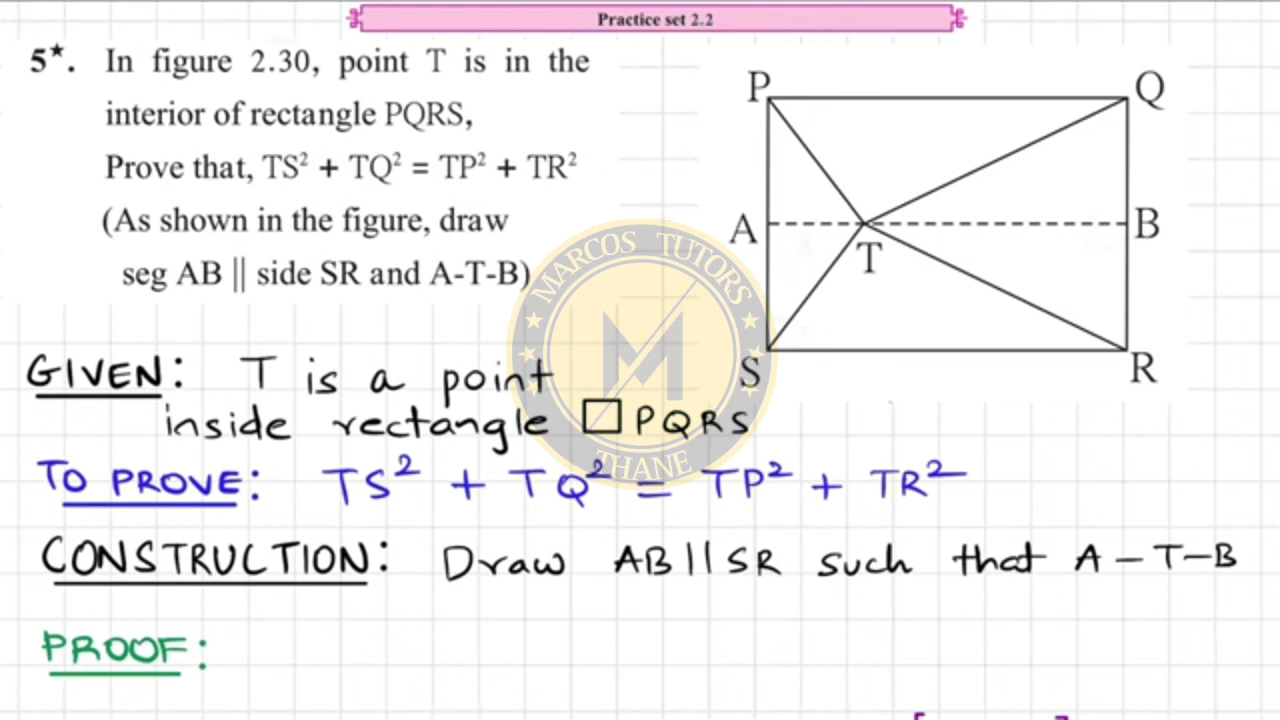 Practice set 2.2
5★. In figure 2.30, point T is in the
interior of rectangle PQRS,
Prove that, TS² + TQ² = TP² + TR²
(As shown in the figure, draw
seg AB || side SR and A-T-B)
P
Q
A
T
B
S
R
MARCOS TUTORS
M
THANE
GIVEN: T is a point
inside rectangle □PQRS
TO PROVE: TS² + TQ² = TP² + TR²
CONSTRUCTION: Draw AB||SR such that A-T-B
PROOF: